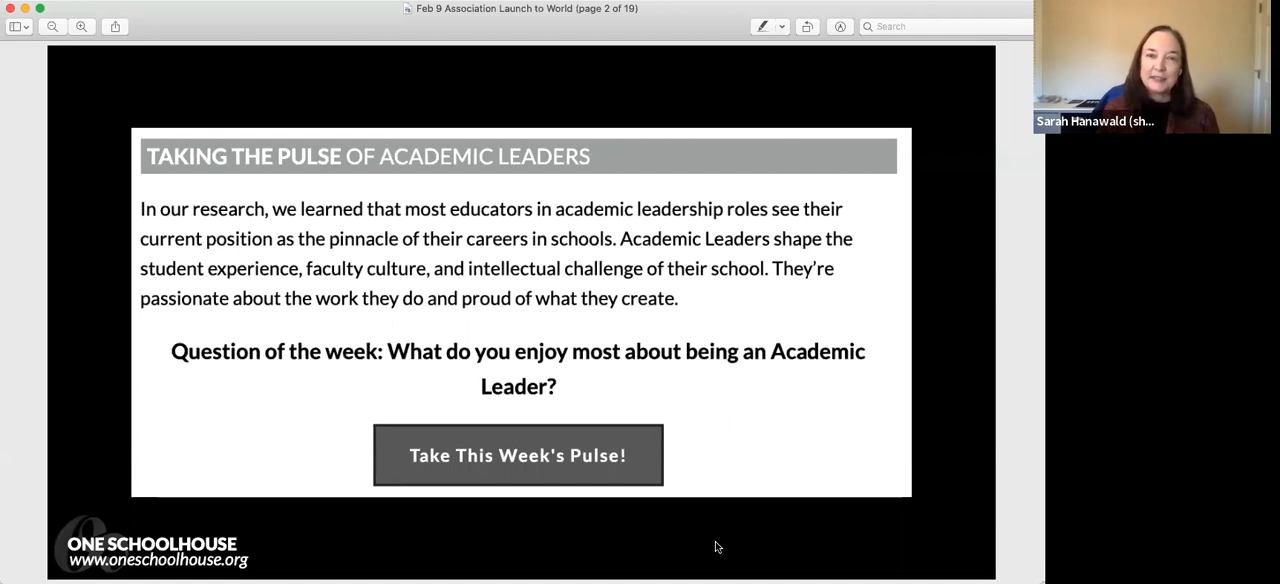 Feb 9 Association Launch to World (page 2 of 19)
Search
Sarah Hanawald (sh...
TAKING THE PULSE OF ACADEMIC LEADERS
In our research, we learned that most educators in academic leadership roles see their
current position as the pinnacle of their careers in schools. Academic Leaders shape the
student experience, faculty culture, and intellectual challenge of their school. They’re
passionate about the work they do and proud of what they create.
Question of the week: What do you enjoy most about being an Academic
Leader?
Take This Week's Pulse!
ONE SCHOOLHOUSE
www.oneschoolhouse.org